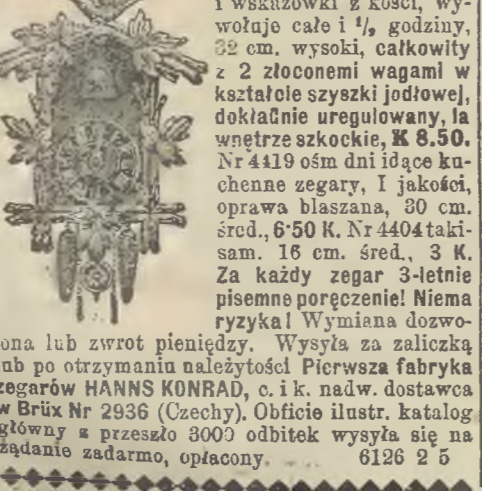 i wskazówki z kości, wy-
wołuje całe i ½ godziny,
32 cm. wysoki, całkowity
z 2 złoconemi wagami w
kształcie szyszki jodłowej,
dokładnie uregulowany, Ia
wnętrze szkockie, K 8.50.
Nr 4419 ośm dni idące ku-
chenne zegary, I jakości,
oprawa blaszana, 30 cm.
śred., 6·50 K. Nr 4404 taki-
sam. 16 cm. śred., 3 K.
Za każdy zegar 3-letnie
pisemne poręczenie! Niema
ryzyka! Wymiana dozwo-
ona lub zwrot pieniędzy. Wysyła za zaliczką
ub po otrzymaniu należytości Pierwsza fabryka
zegarów HANNS KONRAD, c. i k. nadw. dostawca
w Brüx Nr 2936 (Czechy). Obficie ilustr. katalog
główny z przeszło 3000 odbitek wysyła się na
żądanie zadarmo, opłacony. 6126 2 5